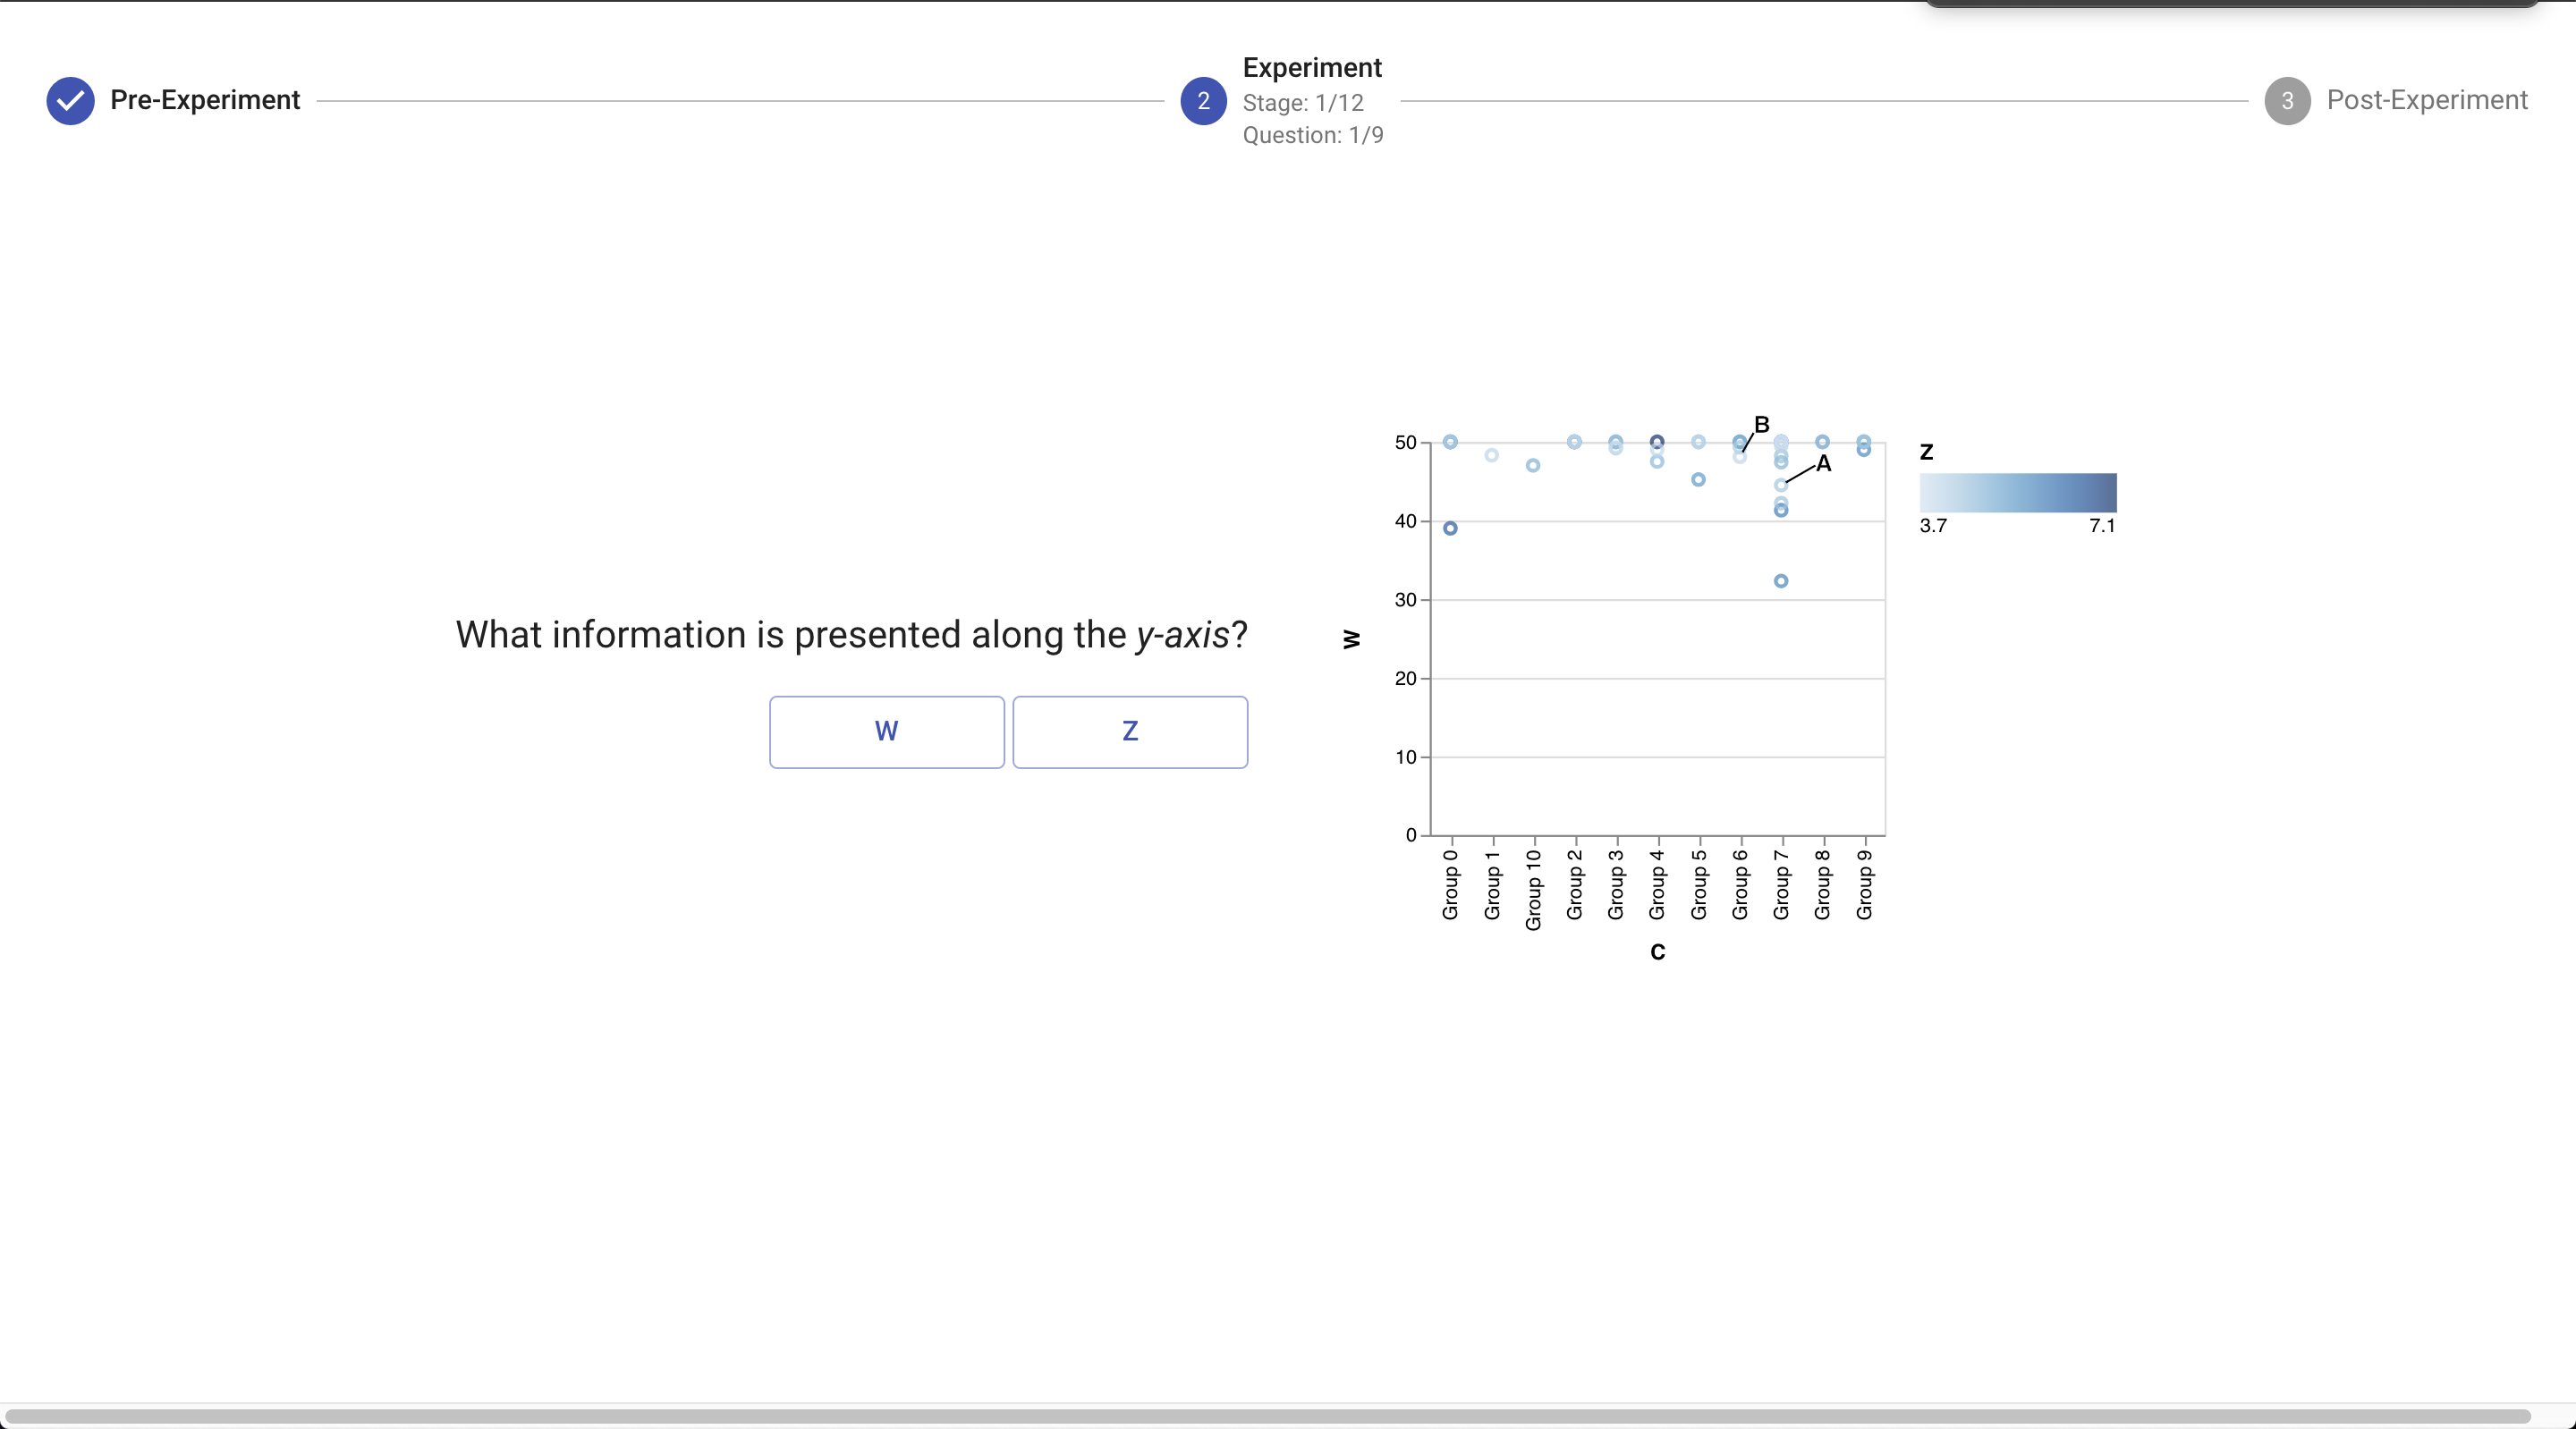 Pre-Experiment
2
Experiment
Stage: 1/12
Question: 1/9
3
Post-Experiment
What information is presented along the y-axis?
W
Z
W
50
40
30
20
10
0
B
A
Group 0
Group 1
Group 10
Group 2
Group 3
Group 4
Group 5
Group 6
Group 7
Group 8
Group 9
C
Z
3.7
7.1